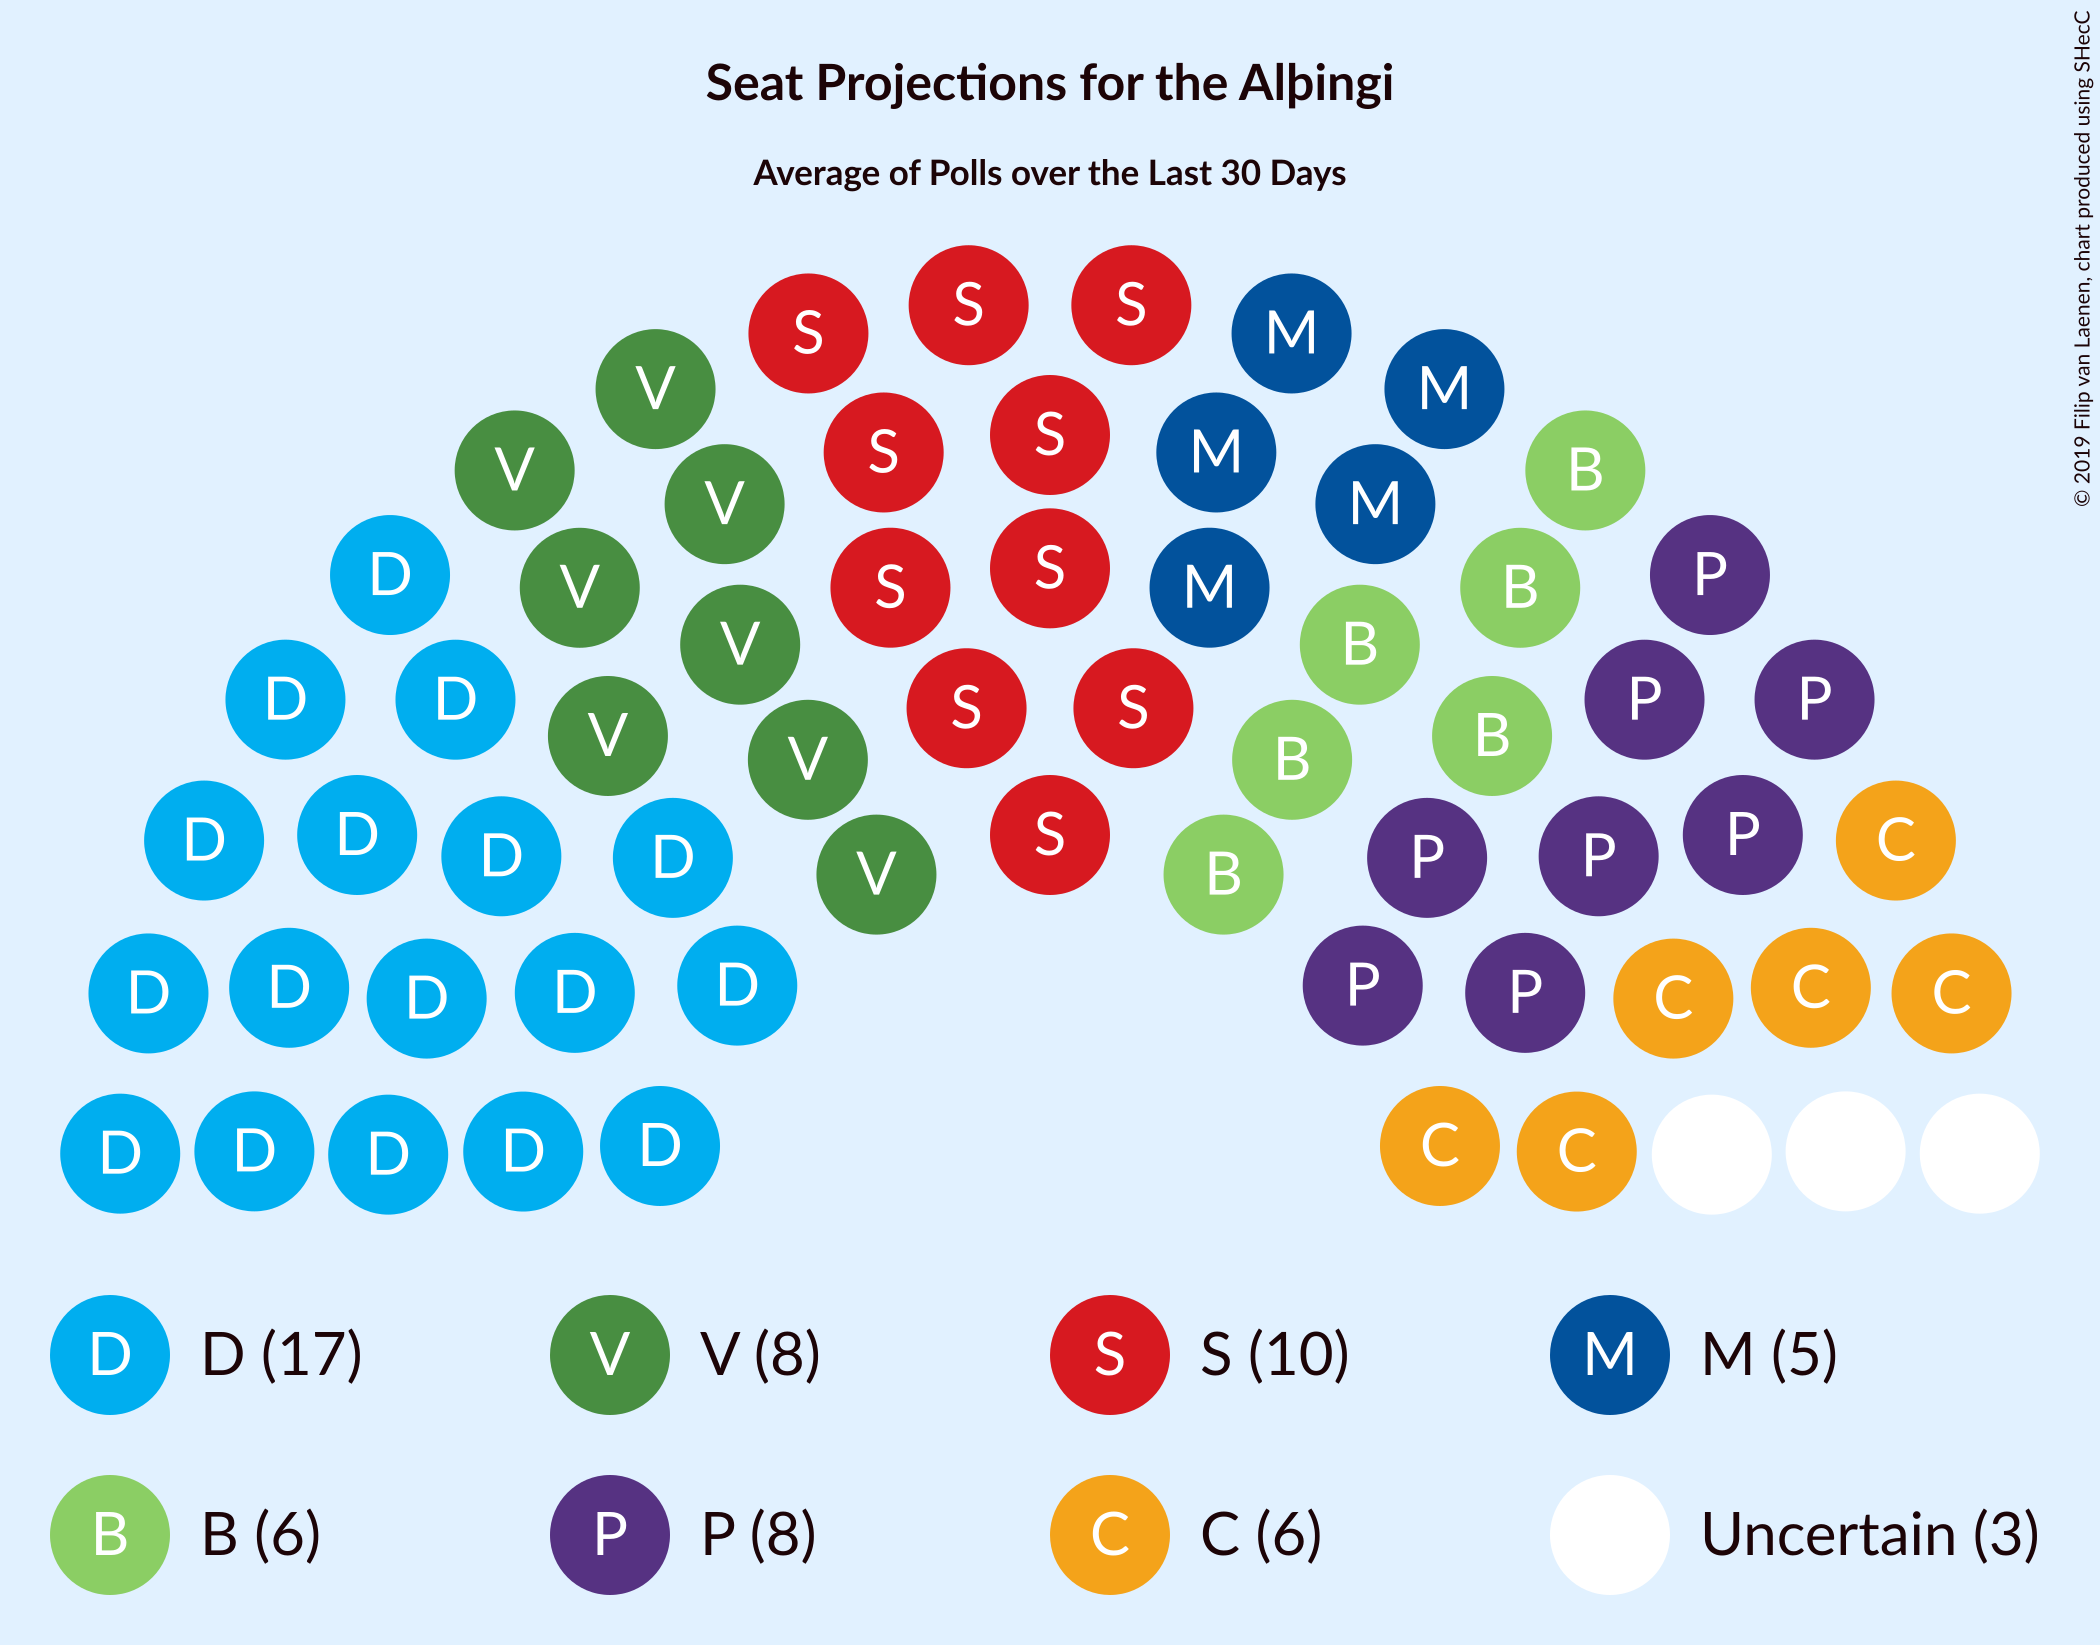 Seat Projections for the Alþingi
Average of Polls over the Last 30 Days
© 2019 Filip van Laenen, chart produced using SHecC
S S
S M
V M
S
S M
V B
V M
S
D P
V S M B
V B
D D P P
S S
V B
V B
D D P C
D D P P
S
V B
D P
D D C C
D D P C
D P
D D D D D
C C
D D (17) V V (8) S S (10) M M (5)
B B (6) P P (8) C C (6) Uncertain (3)